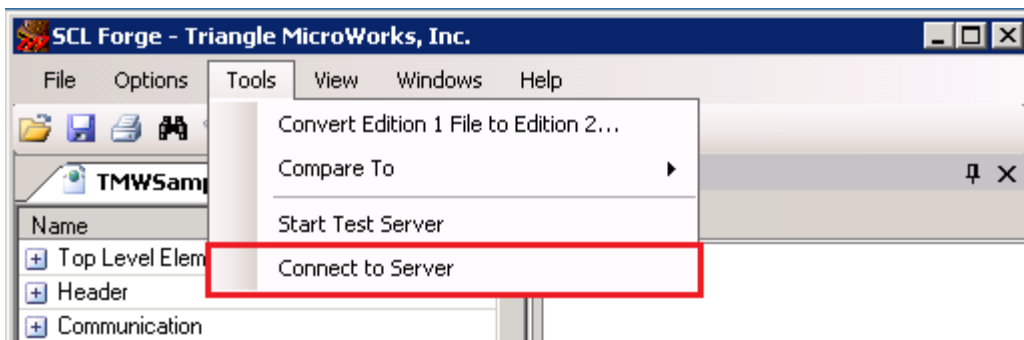 SCL Forge - Triangle MicroWorks, Inc.
File Options Tools View Windows Help
Convert Edition 1 File to Edition 2...
Compare To
TMWSamp
Name
Start Test Server
Top Level Elem
Connect to Server
Header
Communication